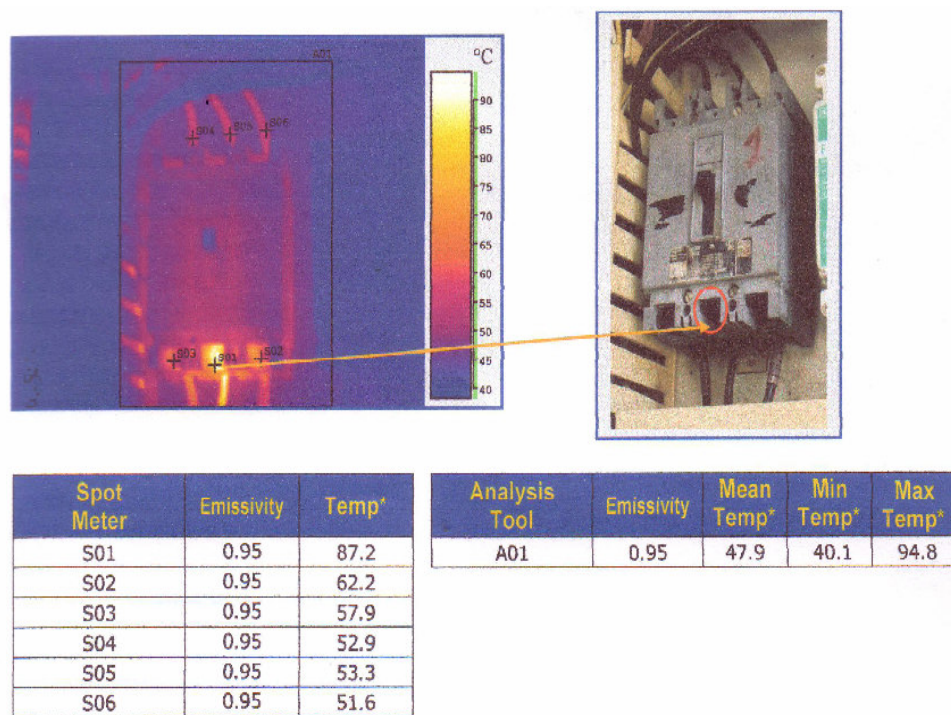 A01
°C
90
85
80
75
70
65
60
55
50
45
40
S04 S05 S06
S03 S01 S02
1
Spot Meter Emissivity Temp*
S01 0.95 87.2
S02 0.95 62.2
S03 0.95 57.9
S04 0.95 52.9
S05 0.95 53.3
S06 0.95 51.6
Analysis Tool Emissivity Mean Temp* Min Temp* Max Temp*
A01 0.95 47.9 40.1 94.8